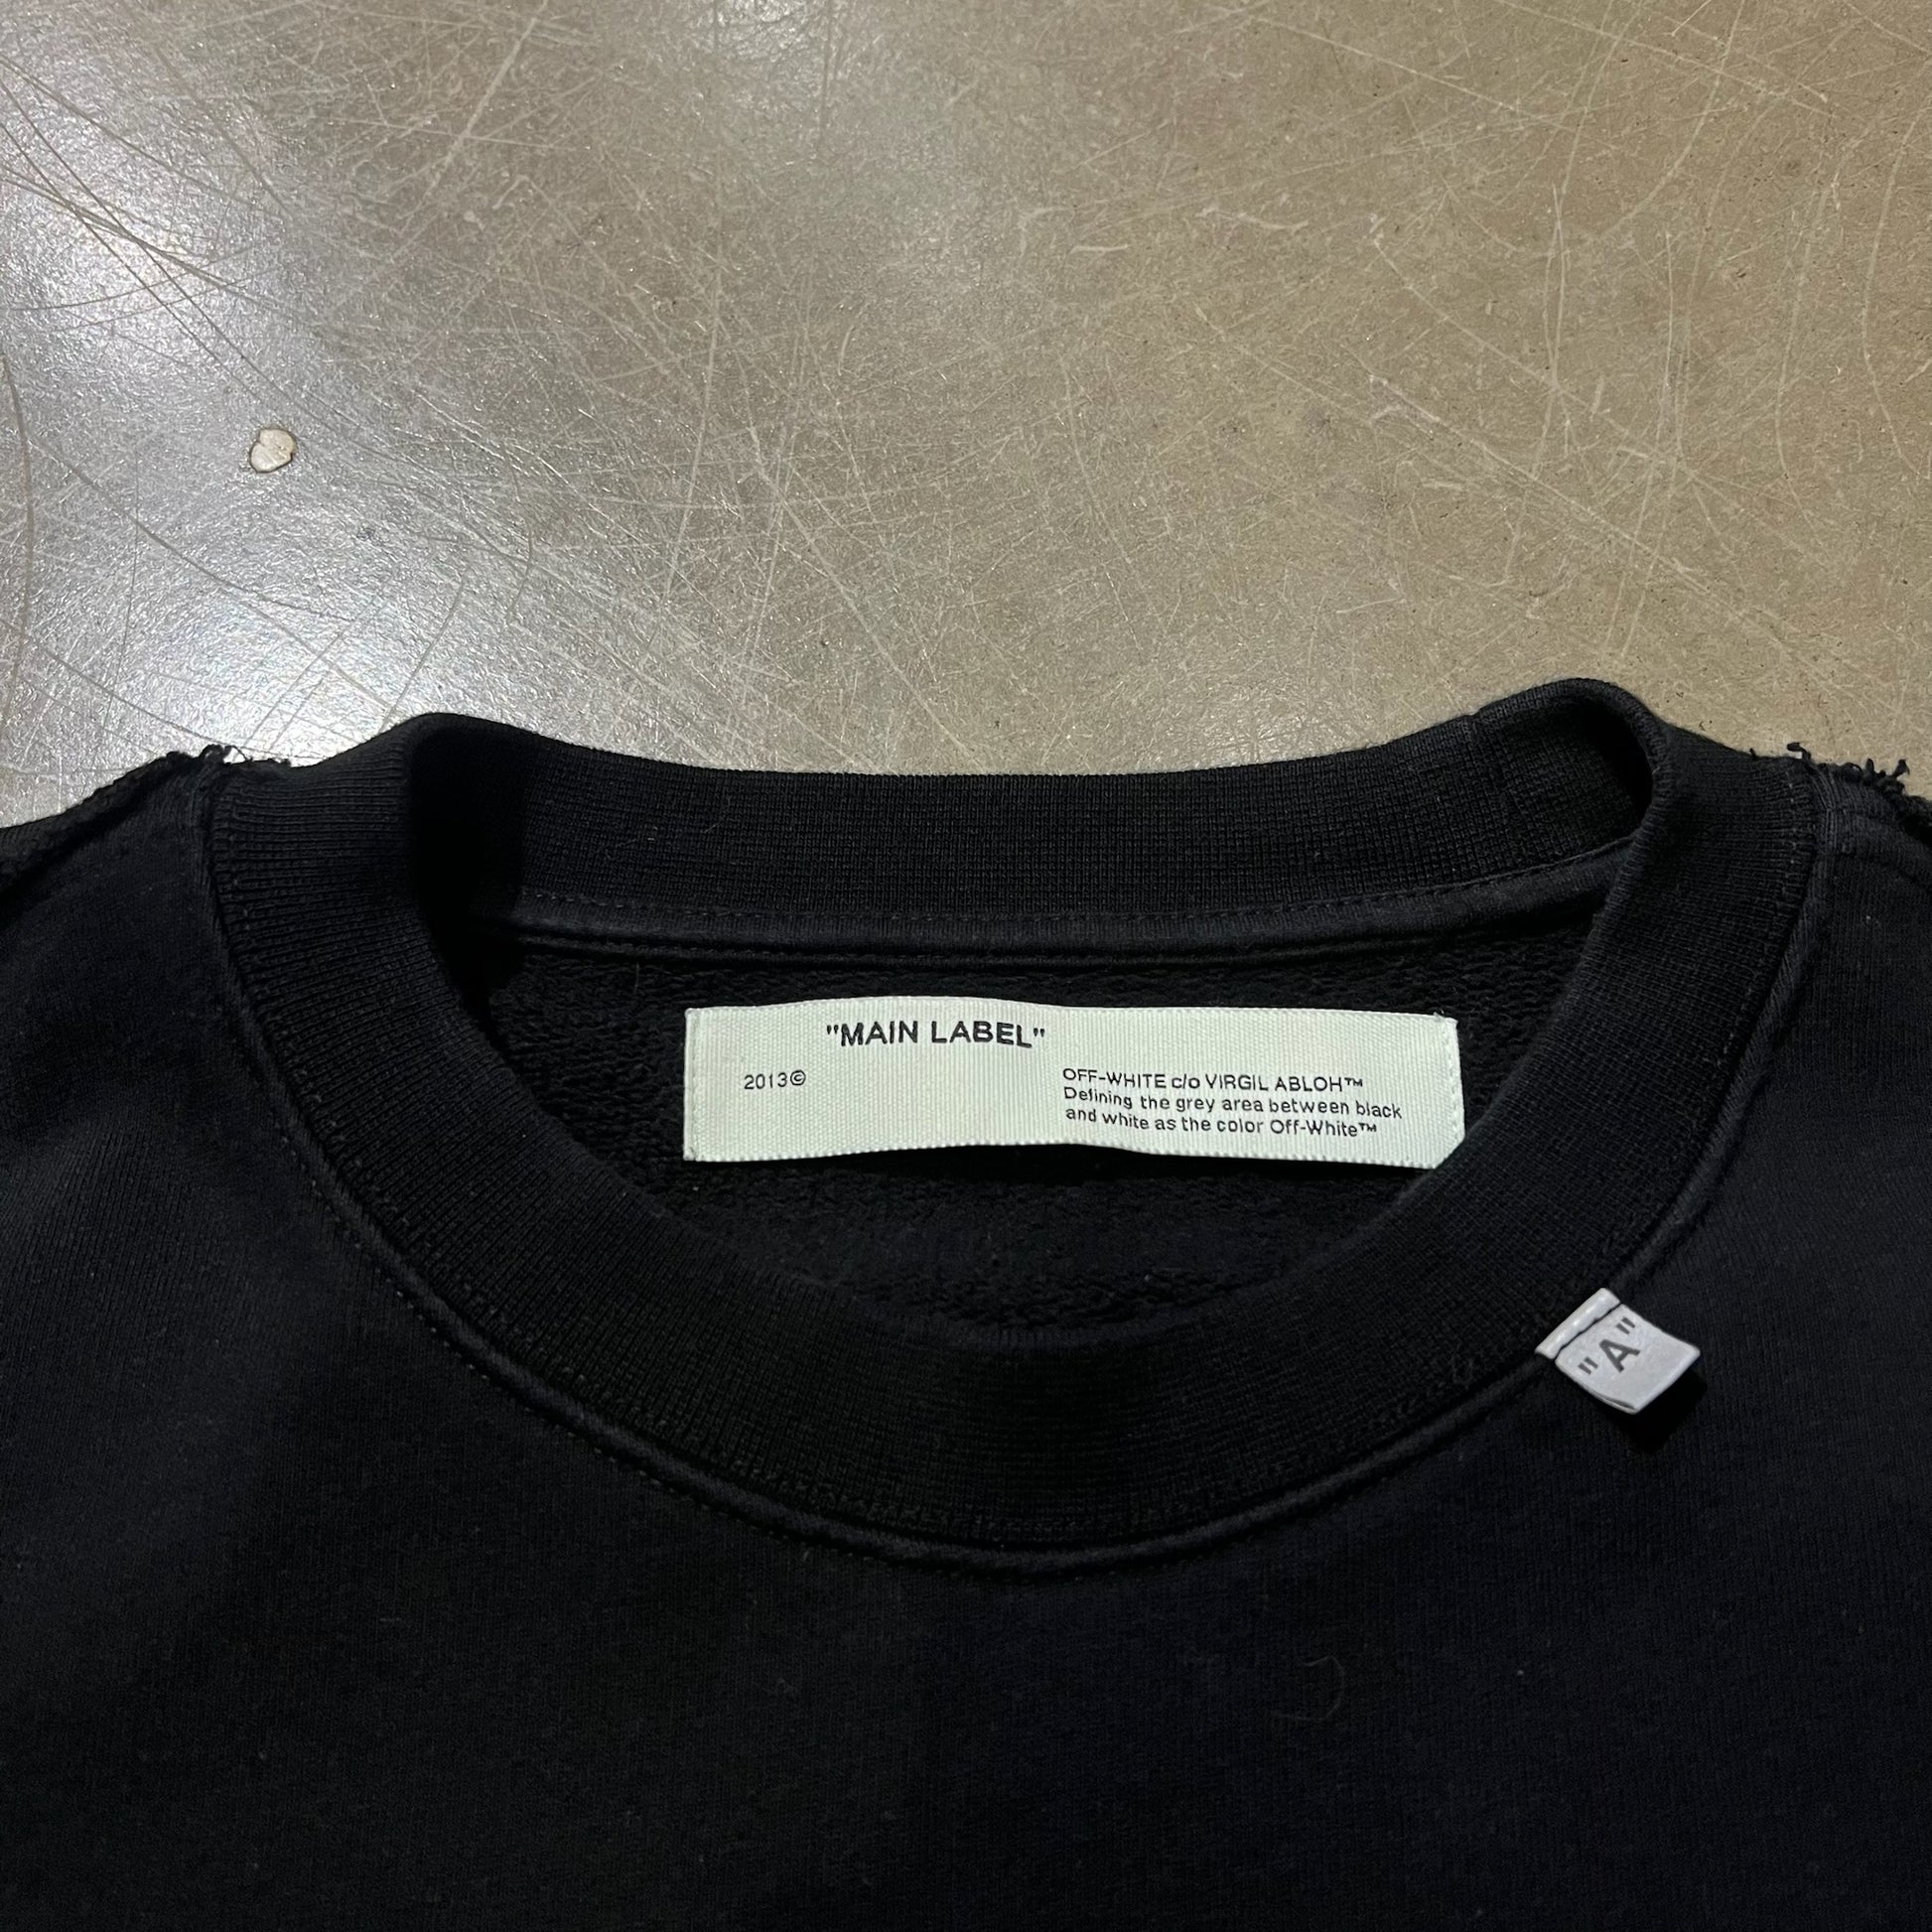 "MAIN LABEL"
2013©
OFF-WHITE c/o VIRGIL ABLOH™
Defining the grey area between black
and white as the color Off-White™
"A"